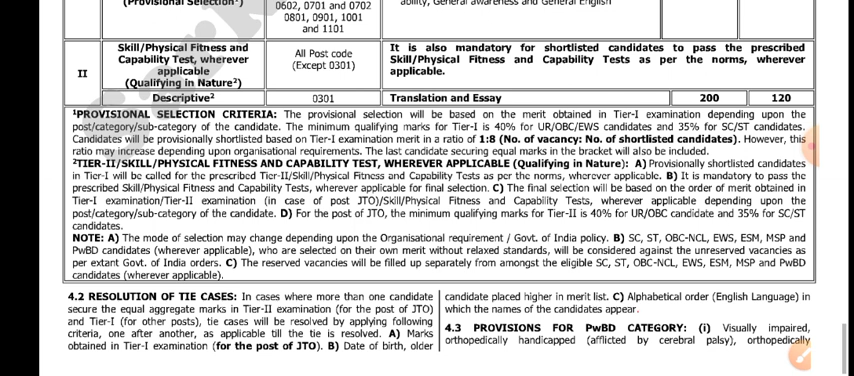 (Provisional Selection¹)
0602, 0701 and 0702
0801, 0901, 1001
and 1101
ability, General awareness and General English
II
Skill/Physical Fitness and
Capability Test, wherever
applicable
(Qualifying in Nature²)
All Post code
(Except 0301)
It is also mandatory for shortlisted candidates to pass the prescribed
Skill/Physical Fitness and Capability Tests as per the norms, wherever
applicable.
Descriptive² 0301 Translation and Essay 200 120
¹PROVISIONAL SELECTION CRITERIA: The provisional selection will be based on the merit obtained in Tier-I examination depending upon the
post/category/sub-category of the candidate. The minimum qualifying marks for Tier-I is 40% for UR/OBC/EWS candidates and 35% for SC/ST candidates.
Candidates will be provisionally shortlisted based on Tier-I examination merit in a ratio of 1:8 (No. of vacancy: No. of shortlisted candidates). However, this
ratio may increase depending upon organisational requirements. The last candidate securing equal marks in the bracket will also be included.
²TIER-II/SKILL/PHYSICAL FITNESS AND CAPABILITY TEST, WHEREVER APPLICABLE (Qualifying in Nature): A) Provisionally shortlisted candidates
in Tier-I will be called for the prescribed Tier-II/Skill/Physical Fitness and Capability Tests as per the norms, wherever applicable. B) It is mandatory to pass the
prescribed Skill/Physical Fitness and Capability Tests, wherever applicable for final selection. C) The final selection will be based on the order of merit obtained in
Tier-I examination/Tier-II examination (in case of post JTO)/Skill/Physical Fitness and Capability Tests, wherever applicable depending upon the
post/category/sub-category of the candidate. D) For the post of JTO, the minimum qualifying marks for Tier-II is 40% for UR/OBC candidate and 35% for SC/ST
candidates.
NOTE: A) The mode of selection may change depending upon the Organisational requirement / Govt. of India policy. B) SC, ST, OBC-NCL, EWS, ESM, MSP and
PwBD candidates (wherever applicable), who are selected on their own merit without relaxed standards, will be considered against the unreserved vacancies as
per extant Govt. of India orders. C) The reserved vacancies will be filled up separately from amongst the eligible SC, ST, OBC-NCL, EWS, ESM, MSP and PwBD
candidates (wherever applicable).
4.2 RESOLUTION OF TIE CASES: In cases where more than one candidate
secure the equal aggregate marks in Tier-II examination (for the post of JTO)
and Tier-I (for other posts), tie cases will be resolved by applying following
criteria, one after another, as applicable till the tie is resolved. A) Marks
obtained in Tier-I examination (for the post of JTO). B) Date of birth, older
candidate placed higher in merit list. C) Alphabetical order (English Language) in
which the names of the candidates appear.
4.3 PROVISIONS FOR PwBD CATEGORY: (i) Visually impaired,
orthopedically handicapped (afflicted by cerebral palsy), orthopedically